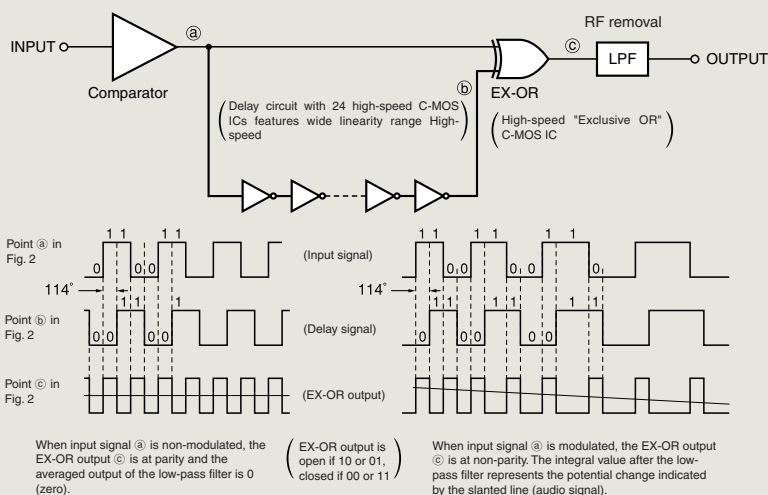 RF removal
INPUT
ⓐ
ⓒ
LPF
OUTPUT
Comparator
ⓑ
EX-OR
(Delay circuit with 24 high-speed C-MOS
ICs features wide linearity range High-
speed)
(High-speed "Exclusive OR"
C-MOS IC)
Point ⓐ in
Fig. 2
1 1 1 1
0 0 0
(Input signal)
1 1 1 1 1 1
0 0 0 0 0 0
114°
114°
Point ⓑ in
Fig. 2
1 1 1
0 0 0 0
(Delay signal)
1 1 1 1 1 1
0 0 0 0 0
Point ⓒ in
Fig. 2
(EX-OR output)
When input signal ⓐ is non-modulated, the
EX-OR output ⓒ is at parity and the
averaged output of the low-pass filter is 0
(zero).
(EX-OR output is
open if 10 or 01,
closed if 00 or 11)
When input signal ⓐ is modulated, the EX-OR output
ⓒ is at non-parity. The integral value after the low-
pass filter represents the potential change indicated
by the slanted line (audio signal).